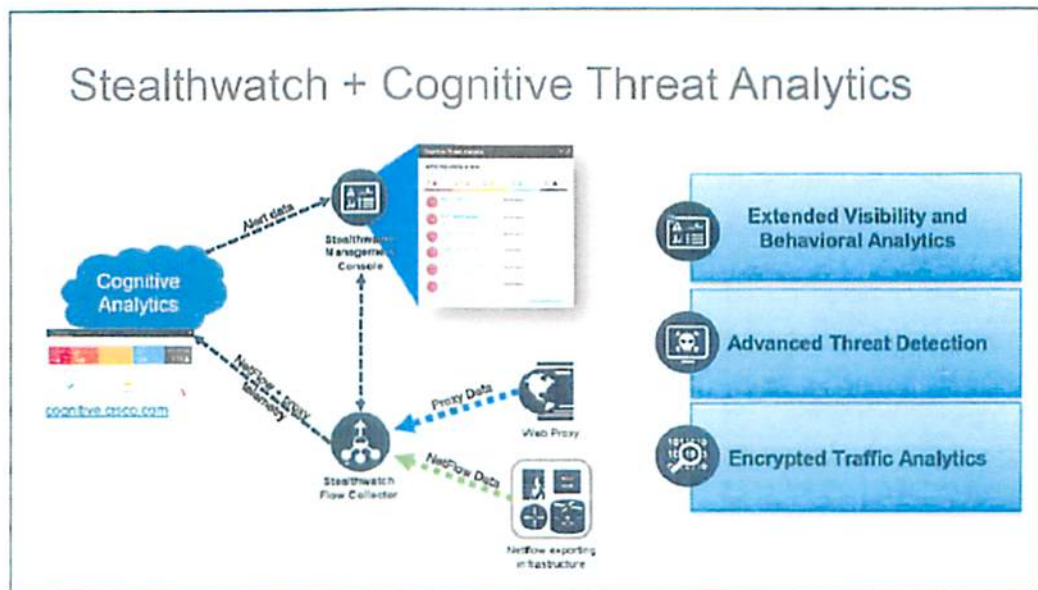 Stealthwatch + Cognitive Threat Analytics
Alert data
Stealthwatch
Management
Console
Cognitive
Analytics
cognitive.cisco.com
NetFlow + proxy
telemetry
Stealthwatch
Flow Collector
Proxy Data
Web Proxy
NetFlow Data
Netflow exporting
infrastructure
Extended Visibility and
Behavioral Analytics
Advanced Threat Detection
Encrypted Traffic Analytics